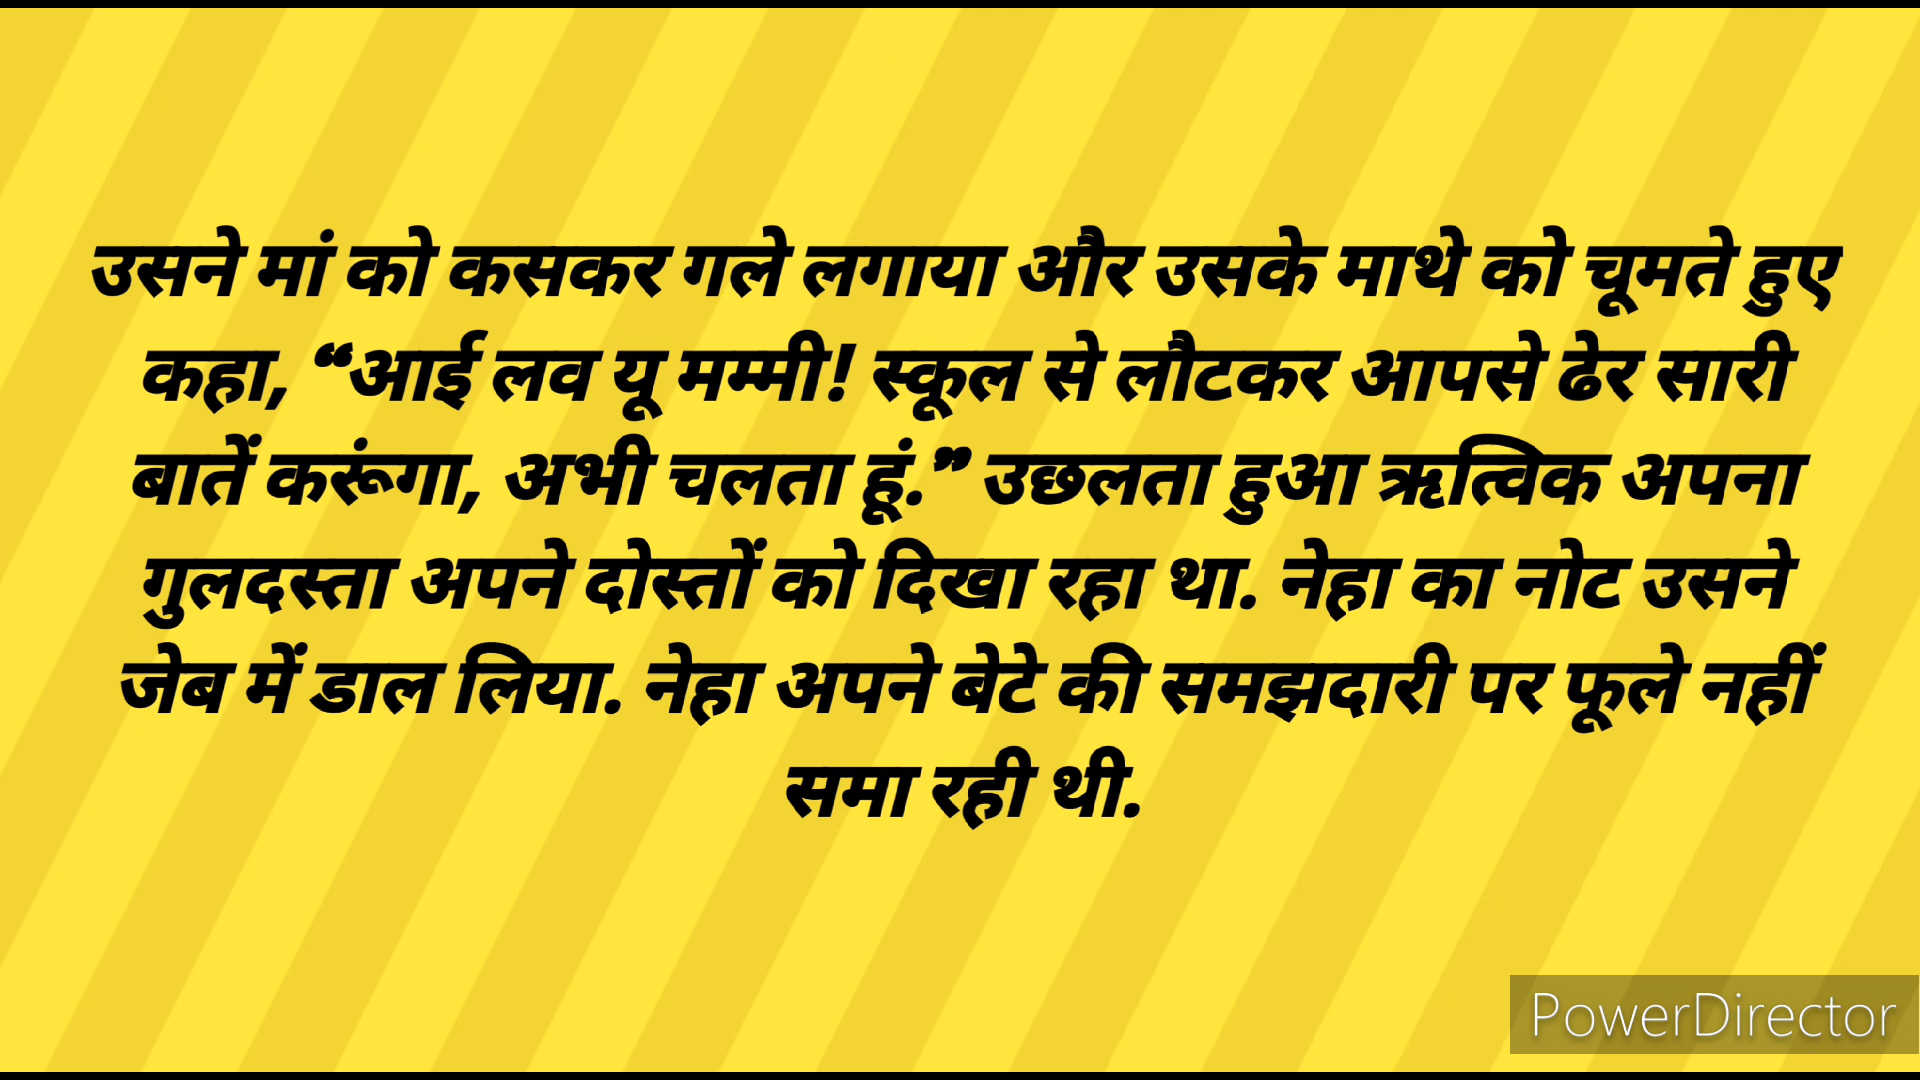 उसने मां को कसकर गले लगाया और उसके माथे को चूमते हुए
कहा, “आई लव यू मम्मी! स्कूल से लौटकर आपसे ढेर सारी
बातें करूंगा, अभी चलता हूं.” उछलता हुआ ऋत्विक अपना
गुलदस्ता अपने दोस्तों को दिखा रहा था. नेहा का नोट उसने
जेब में डाल लिया. नेहा अपने बेटे की समझदारी पर फूले नहीं
समा रही थी.
PowerDirector